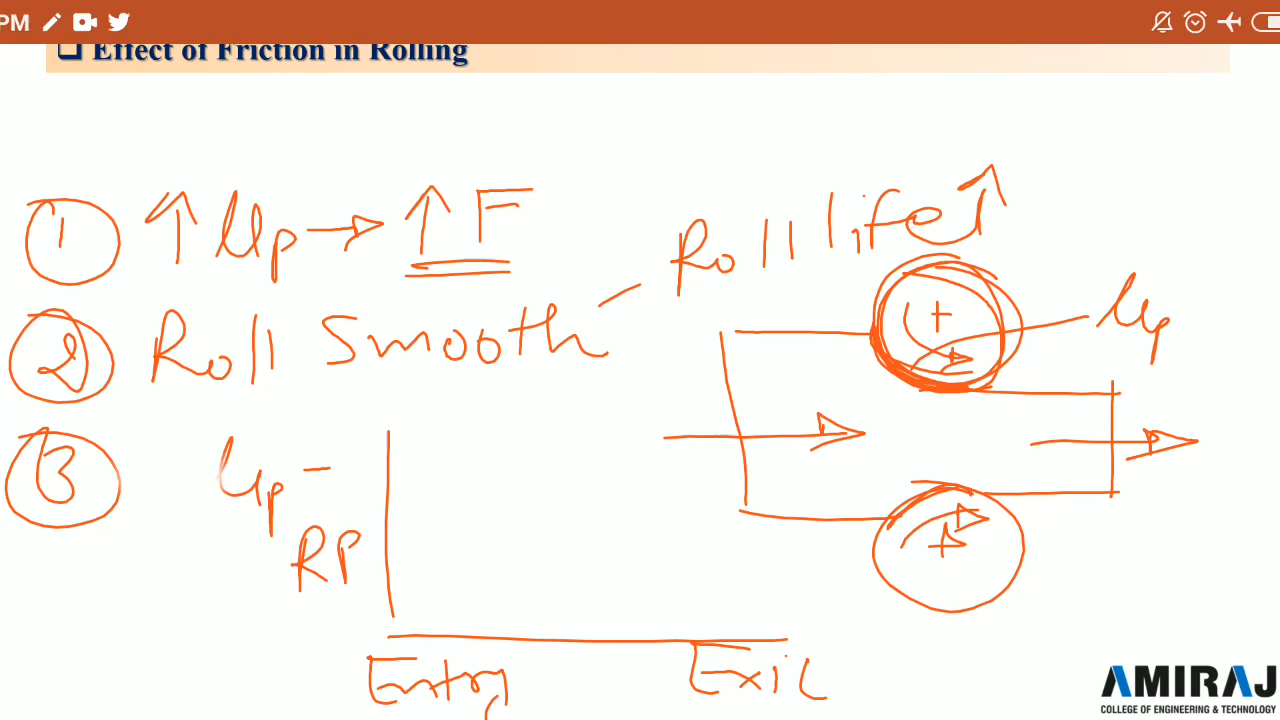 PM
❑ Effect of Friction in Rolling
1 ↑ μp → ↑ F
Roll life ↑
2 Roll Smooth –
μp
3 μp –
RP
Entry Exit
AMIRAJ
COLLEGE OF ENGINEERING & TECHNOLOGY